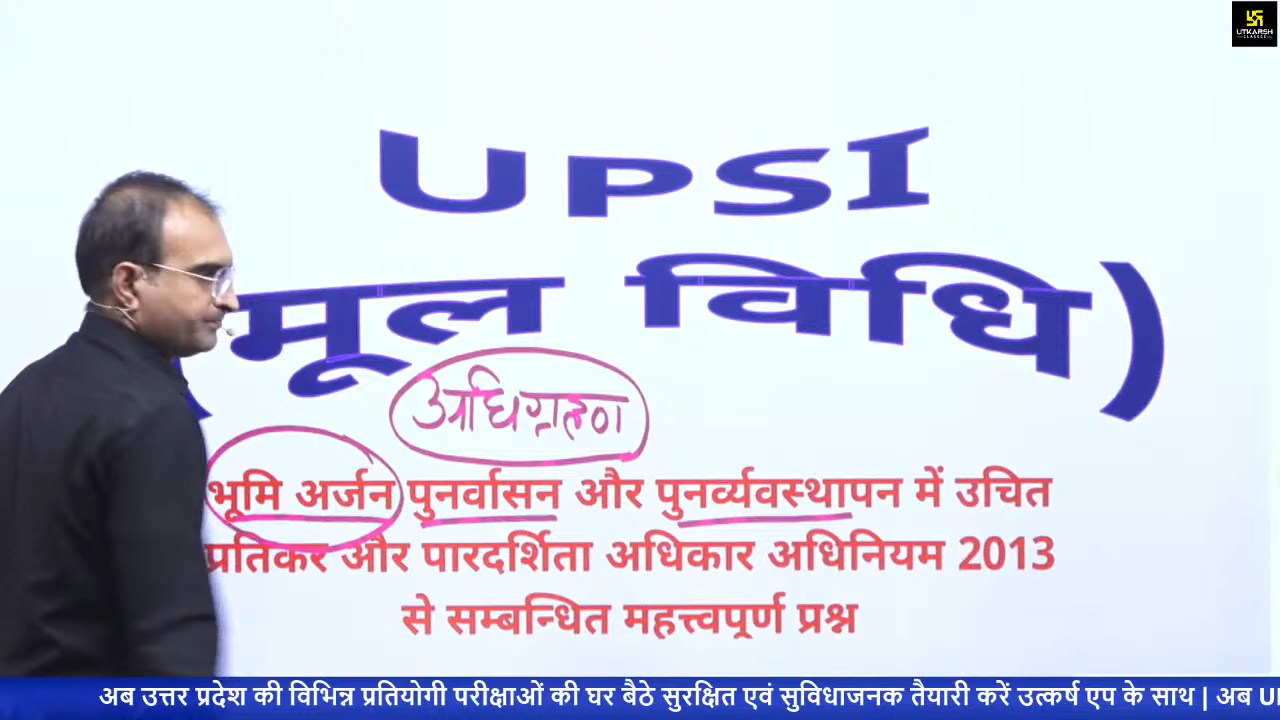 UTKARSH
CLASSES
UPSI
(मूल विधि)
अधिग्रहण
भूमि अर्जन पुनर्वासन और पुनर्व्यवस्थापन में उचित
प्रतिकर और पारदर्शिता अधिकार अधिनियम 2013
से सम्बन्धित महत्त्वपूर्ण प्रश्न
अब उत्तर प्रदेश की विभिन्न प्रतियोगी परीक्षाओं की घर बैठे सुरक्षित एवं सुविधाजनक तैयारी करें उत्कर्ष एप के साथ | अब U